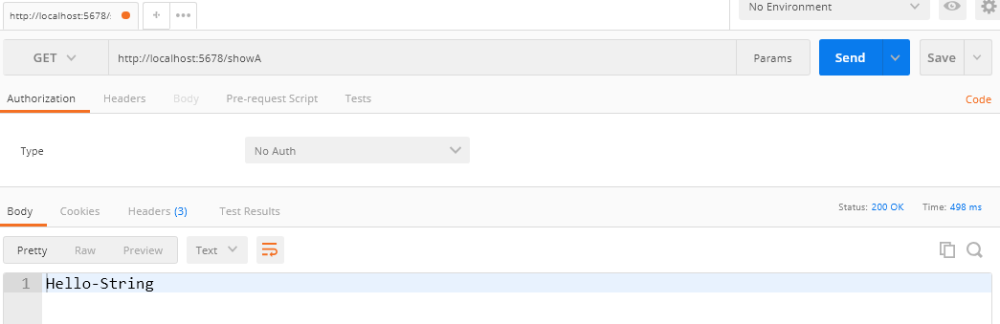 http://localhost:5678/s
No Environment
GET
http://localhost:5678/showA
Params
Send
Save
Authorization
Headers
Body
Pre-request Script
Tests
Code
Type
No Auth
Body
Cookies
Headers (3)
Test Results
Status: 200 OK
Time: 498 ms
Pretty
Raw
Preview
Text
1 Hello-String